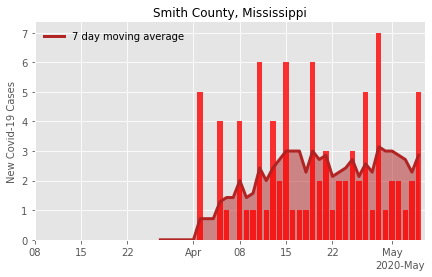 Smith County, Mississippi
7 day moving average
New Covid-19 Cases
7
6
5
4
3
2
1
0
08 15 22 Apr 08 15 22 May
2020-May